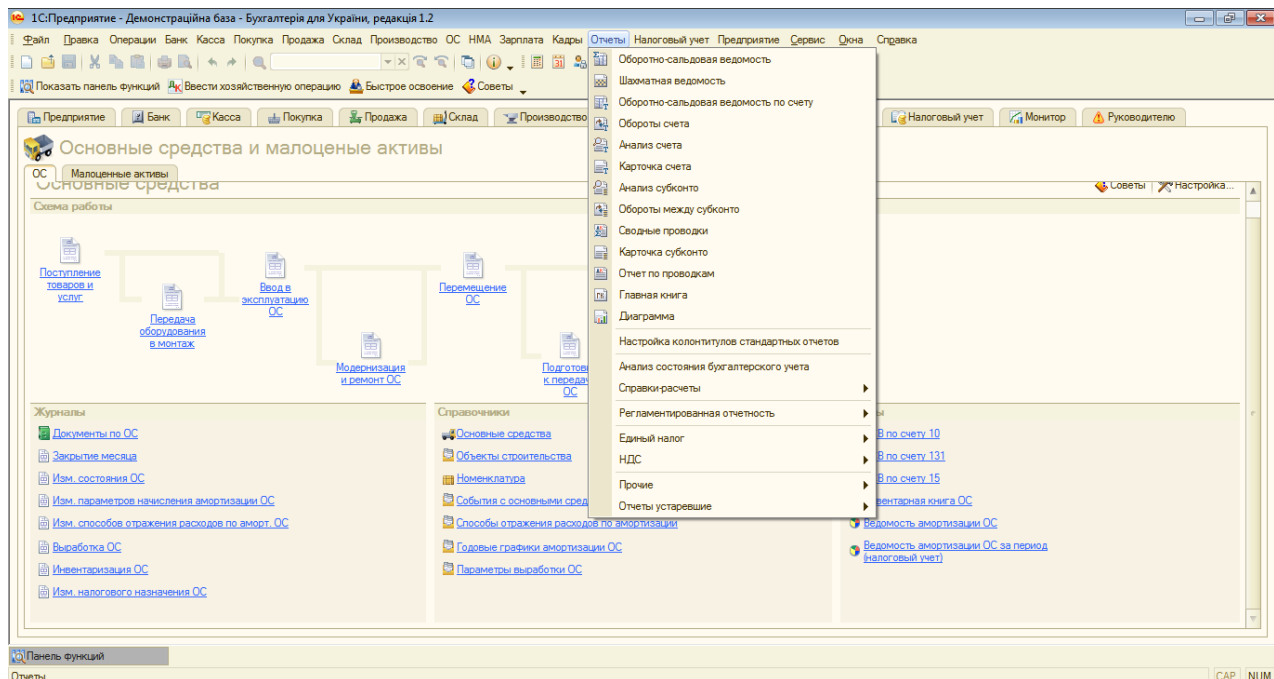 1С:Предприятие - Демонстраційна база - Бухгалтерія для України, редакція 1.2
Файл Правка Операции Банк Касса Покупка Продажа Склад Производство ОС НМА Зарплата Кадры Отчеты Налоговый учет Предприятие Сервис Окна Справка
Показать панель функций Ввести хозяйственную операцию Быстрое освоение Советы
Предприятие Банк Касса Покупка Продажа Склад Производство Налоговый учет Монитор Руководителю
Основные средства и малоценые активы
ОС Малоценные активы
Основные средства
Советы Настройка...
Схема работы
Поступление
товаров и
услуг
Передача
оборудования
в монтаж
Ввод в
эксплуатацию
ОС
Модернизация
и ремонт ОС
Перемещение
ОС
Подготов
к передач
ОС
Оборотно-сальдовая ведомость
Шахматная ведомость
Оборотно-сальдовая ведомость по счету
Обороты счета
Анализ счета
Карточка счета
Анализ субконто
Обороты между субконто
Сводные проводки
Карточка субконто
Отчет по проводкам
Главная книга
Диаграмма
Настройка колонтитулов стандартных отчетов
Анализ состояния бухгалтерского учета
Справки-расчеты
Регламентированная отчетность
Единый налог
НДС
Прочие
Отчеты устаревшие
Журналы
Документы по ОС
Закрытие месяца
Изм. состояния ОС
Изм. параметров начисления амортизации ОС
Изм. способов отражения расходов по аморт. ОС
Выработка ОС
Инвентаризация ОС
Изм. налогового назначения ОС
Справочники
Основные средства
Объекты строительства
Номенклатура
События с основными сред
Способы отражения расходов по амортизации
Годовые графики амортизации ОС
Параметры выработки ОС
ы
В по счету 10
В по счету 131
В по счету 15
вентарная книга ОС
Ведомость амортизации ОС
Ведомость амортизации ОС за период
(налоговый учет)
Панель функций
Отчеты
CAP NUM